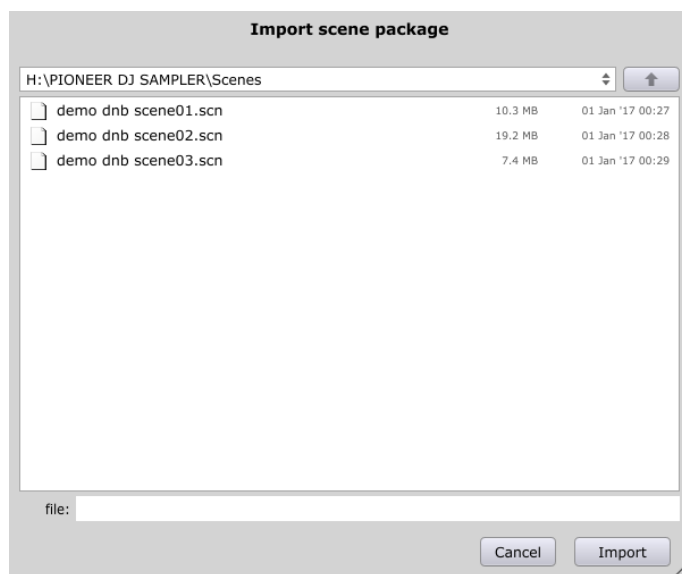 Import scene package
H:\PIONEER DJ SAMPLER\Scenes
demo dnb scene01.scn 10.3 MB 01 Jan '17 00:27
demo dnb scene02.scn 19.2 MB 01 Jan '17 00:28
demo dnb scene03.scn 7.4 MB 01 Jan '17 00:29
file:
Cancel Import